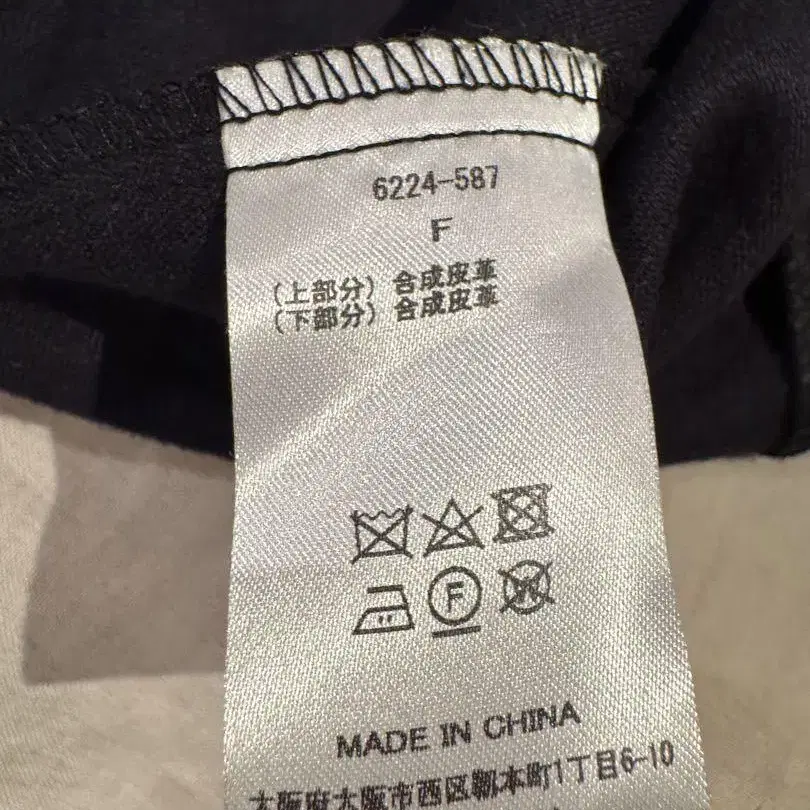 6224-587
F
(上部分) 合成皮革
(下部分) 合成皮革
F
W
MADE IN CHINA
大阪府大阪市西区靭本町1丁目6-10